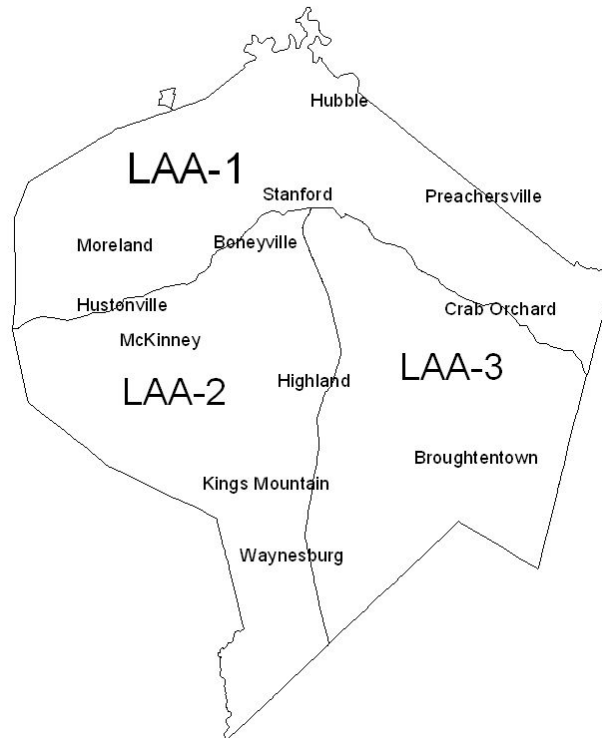 Hubble
LAA-1
Stanford
Preachersville
Moreland
Boneyville
Hustonville
Crab Orchard
McKinney
LAA-3
Highland
LAA-2
Broughtentown
Kings Mountain
Waynesburg